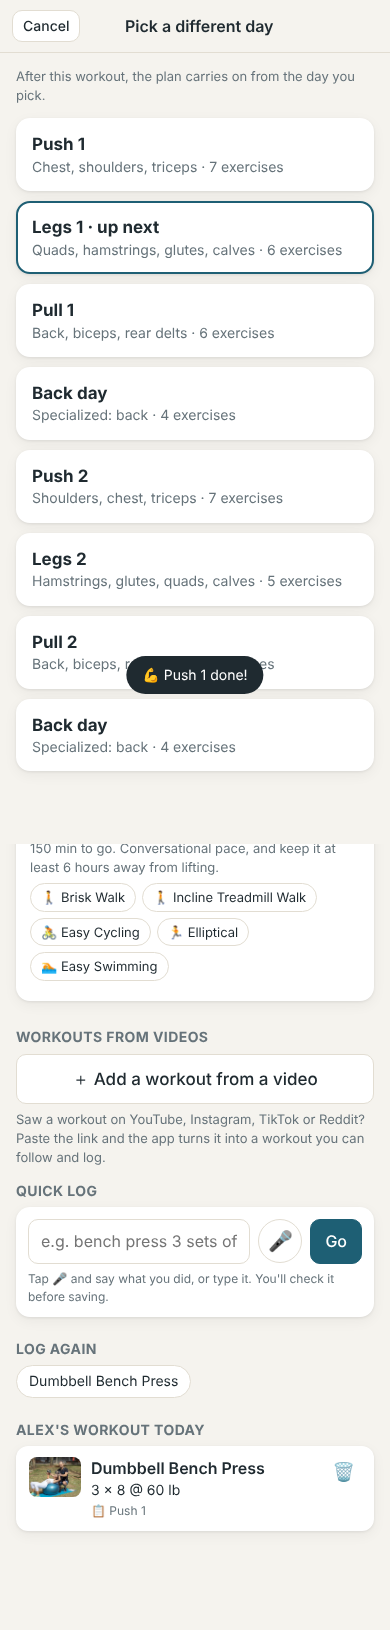 Cancel
Pick a different day
After this workout, the plan carries on from the day you
pick.
Push 1
Chest, shoulders, triceps · 7 exercises
Legs 1 · up next
Quads, hamstrings, glutes, calves · 6 exercises
Pull 1
Back, biceps, rear delts · 6 exercises
Back day
Specialized: back · 4 exercises
Push 2
Shoulders, chest, triceps · 7 exercises
Legs 2
Hamstrings, glutes, quads, calves · 5 exercises
Pull 2
Back, biceps,
💪 Push 1 done!
Back day
Specialized: back · 4 exercises
150 min to go. Conversational pace, and keep it at
least 6 hours away from lifting.
🚶 Brisk Walk
🚶 Incline Treadmill Walk
🚴 Easy Cycling
🏃 Elliptical
🏊 Easy Swimming
WORKOUTS FROM VIDEOS
+ Add a workout from a video
Saw a workout on YouTube, Instagram, TikTok or Reddit?
Paste the link and the app turns it into a workout you can
follow and log.
QUICK LOG
e.g. bench press 3 sets of
🎤
Go
Tap 🎤 and say what you did, or type it. You'll check it
before saving.
LOG AGAIN
Dumbbell Bench Press
ALEX'S WORKOUT TODAY
Dumbbell Bench Press
3 × 8 @ 60 lb
📋 Push 1